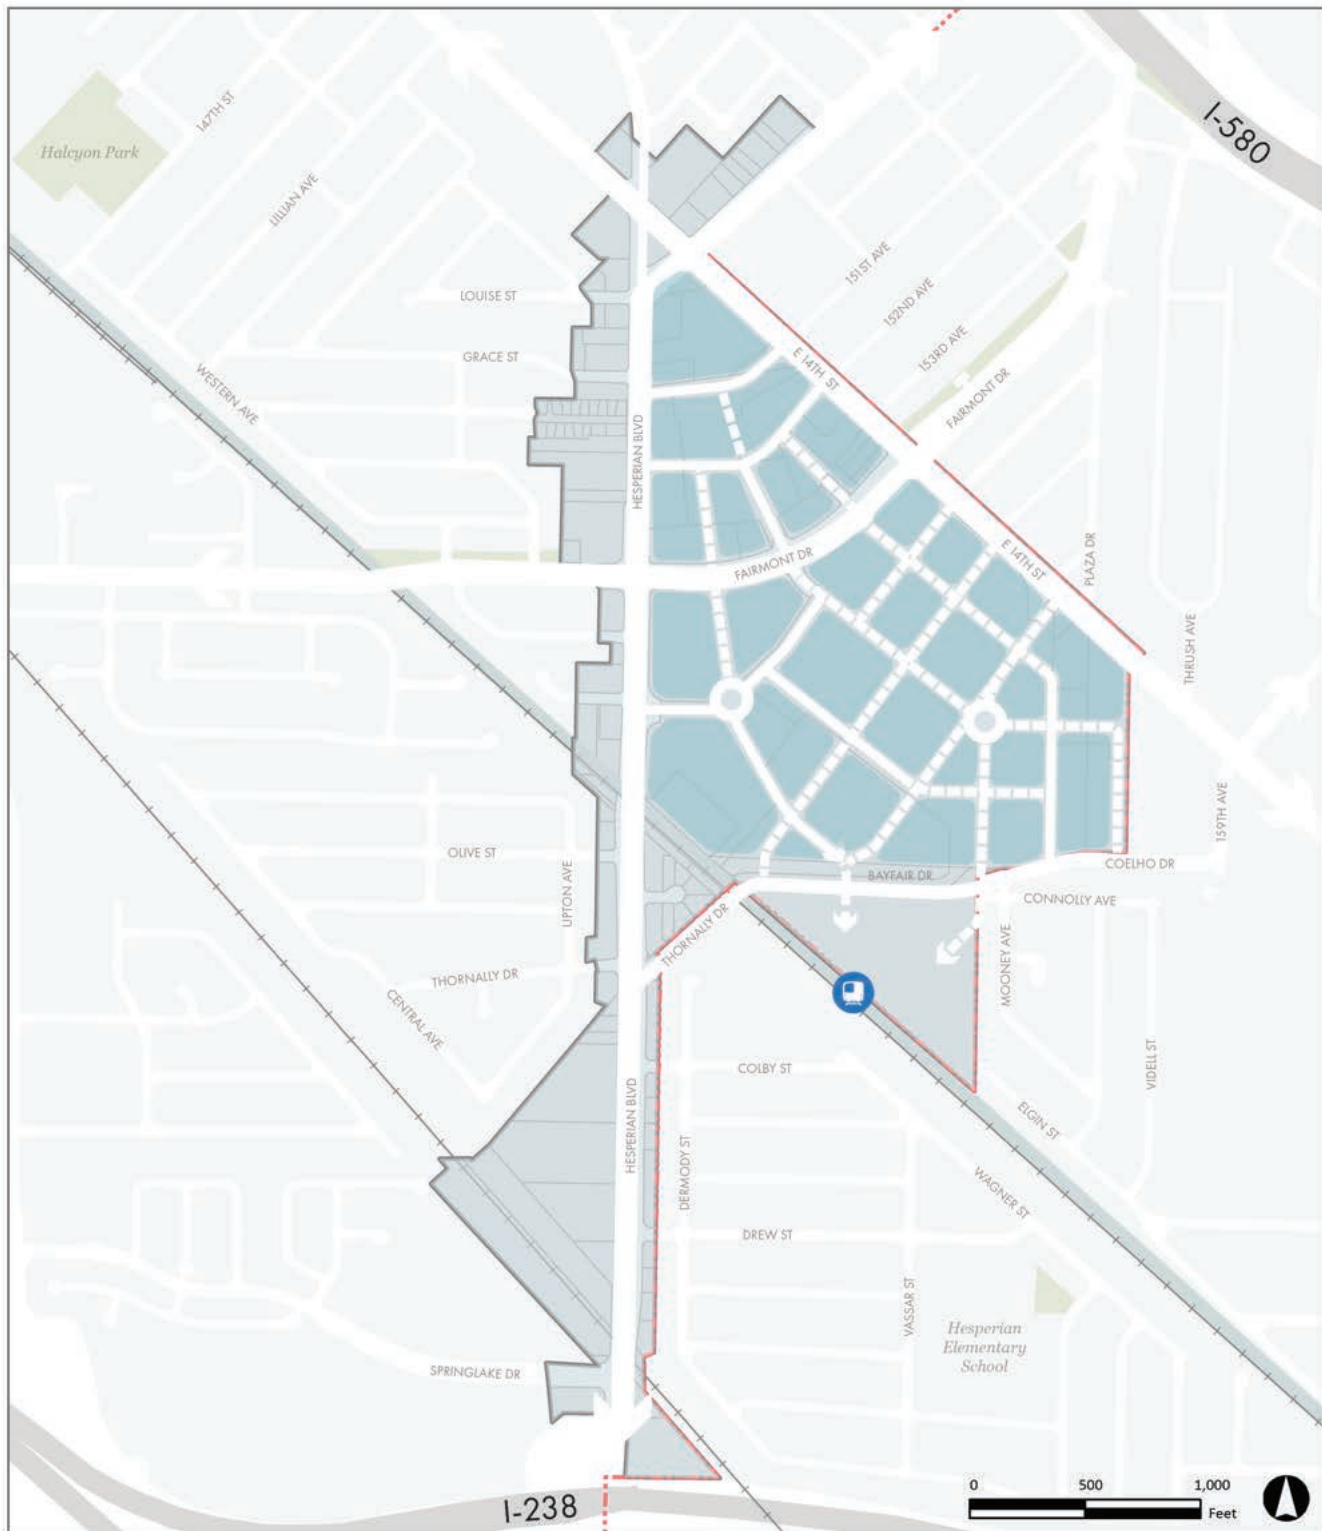 I-580
147TH ST
Halcyon Park
LILLIAN AVE
151ST AVE
LOUISE ST
152ND AVE
153RD AVE
GRACE ST
E 14TH ST
WESTERN AVE
FAIRMONT DR
HESPERIAN BLVD
E 14TH ST
PLAZA DR
FAIRMONT DR
THRUSH AVE
159TH AVE
OLIVE ST
COELHO DR
BAYFAIR DR
UPTON AVE
CONNOLLY AVE
THORNALLY DR
MOONEY AVE
THORNALLY DR
CENTRAL AVE
VIDELL ST
COLBY ST
HESPERIAN BLVD
ELGIN ST
DERMODY ST
WAGNER ST
DREW ST
VASSAR ST
Hesperian
Elementary
School
SPRINGLAKE DR
0 500 1,000
Feet
I-238